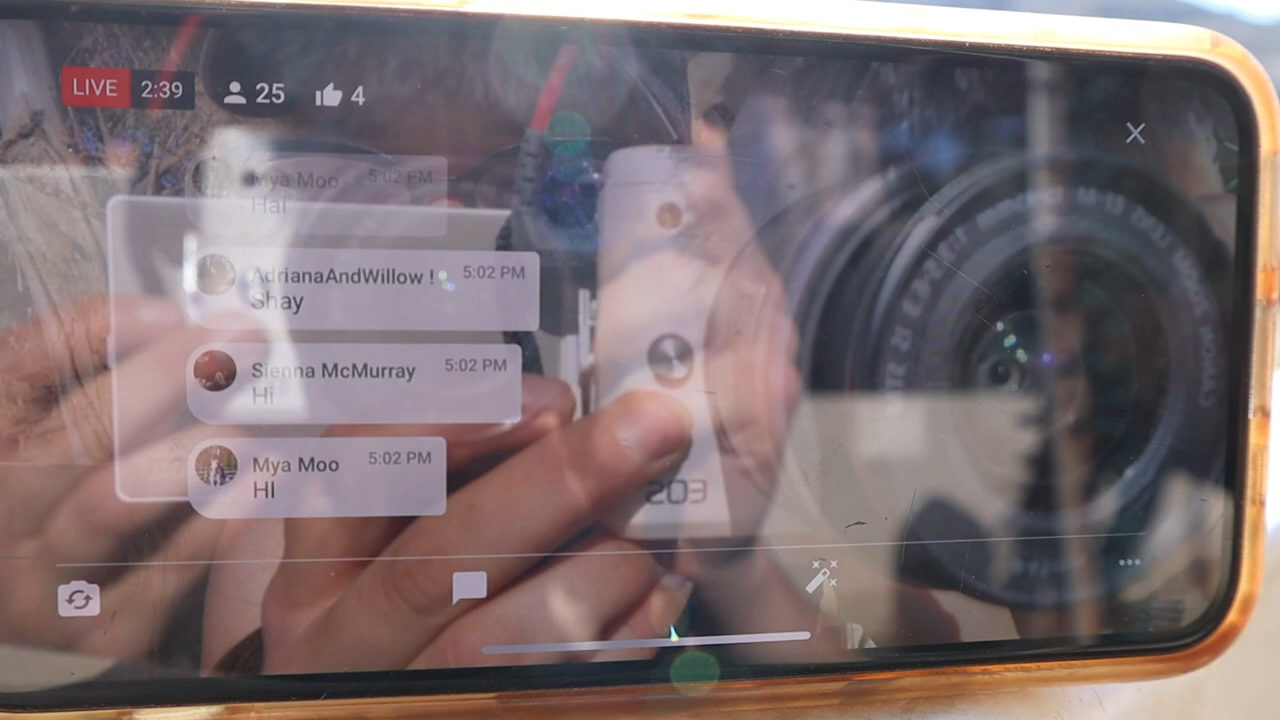 LIVE 2:39 25 4
Mya Moo 5:02 PM
Hai
AdrianaAndWillow ! 5:02 PM
Shay
Sienna McMurray 5:02 PM
Hi
Mya Moo 5:02 PM
HI
203